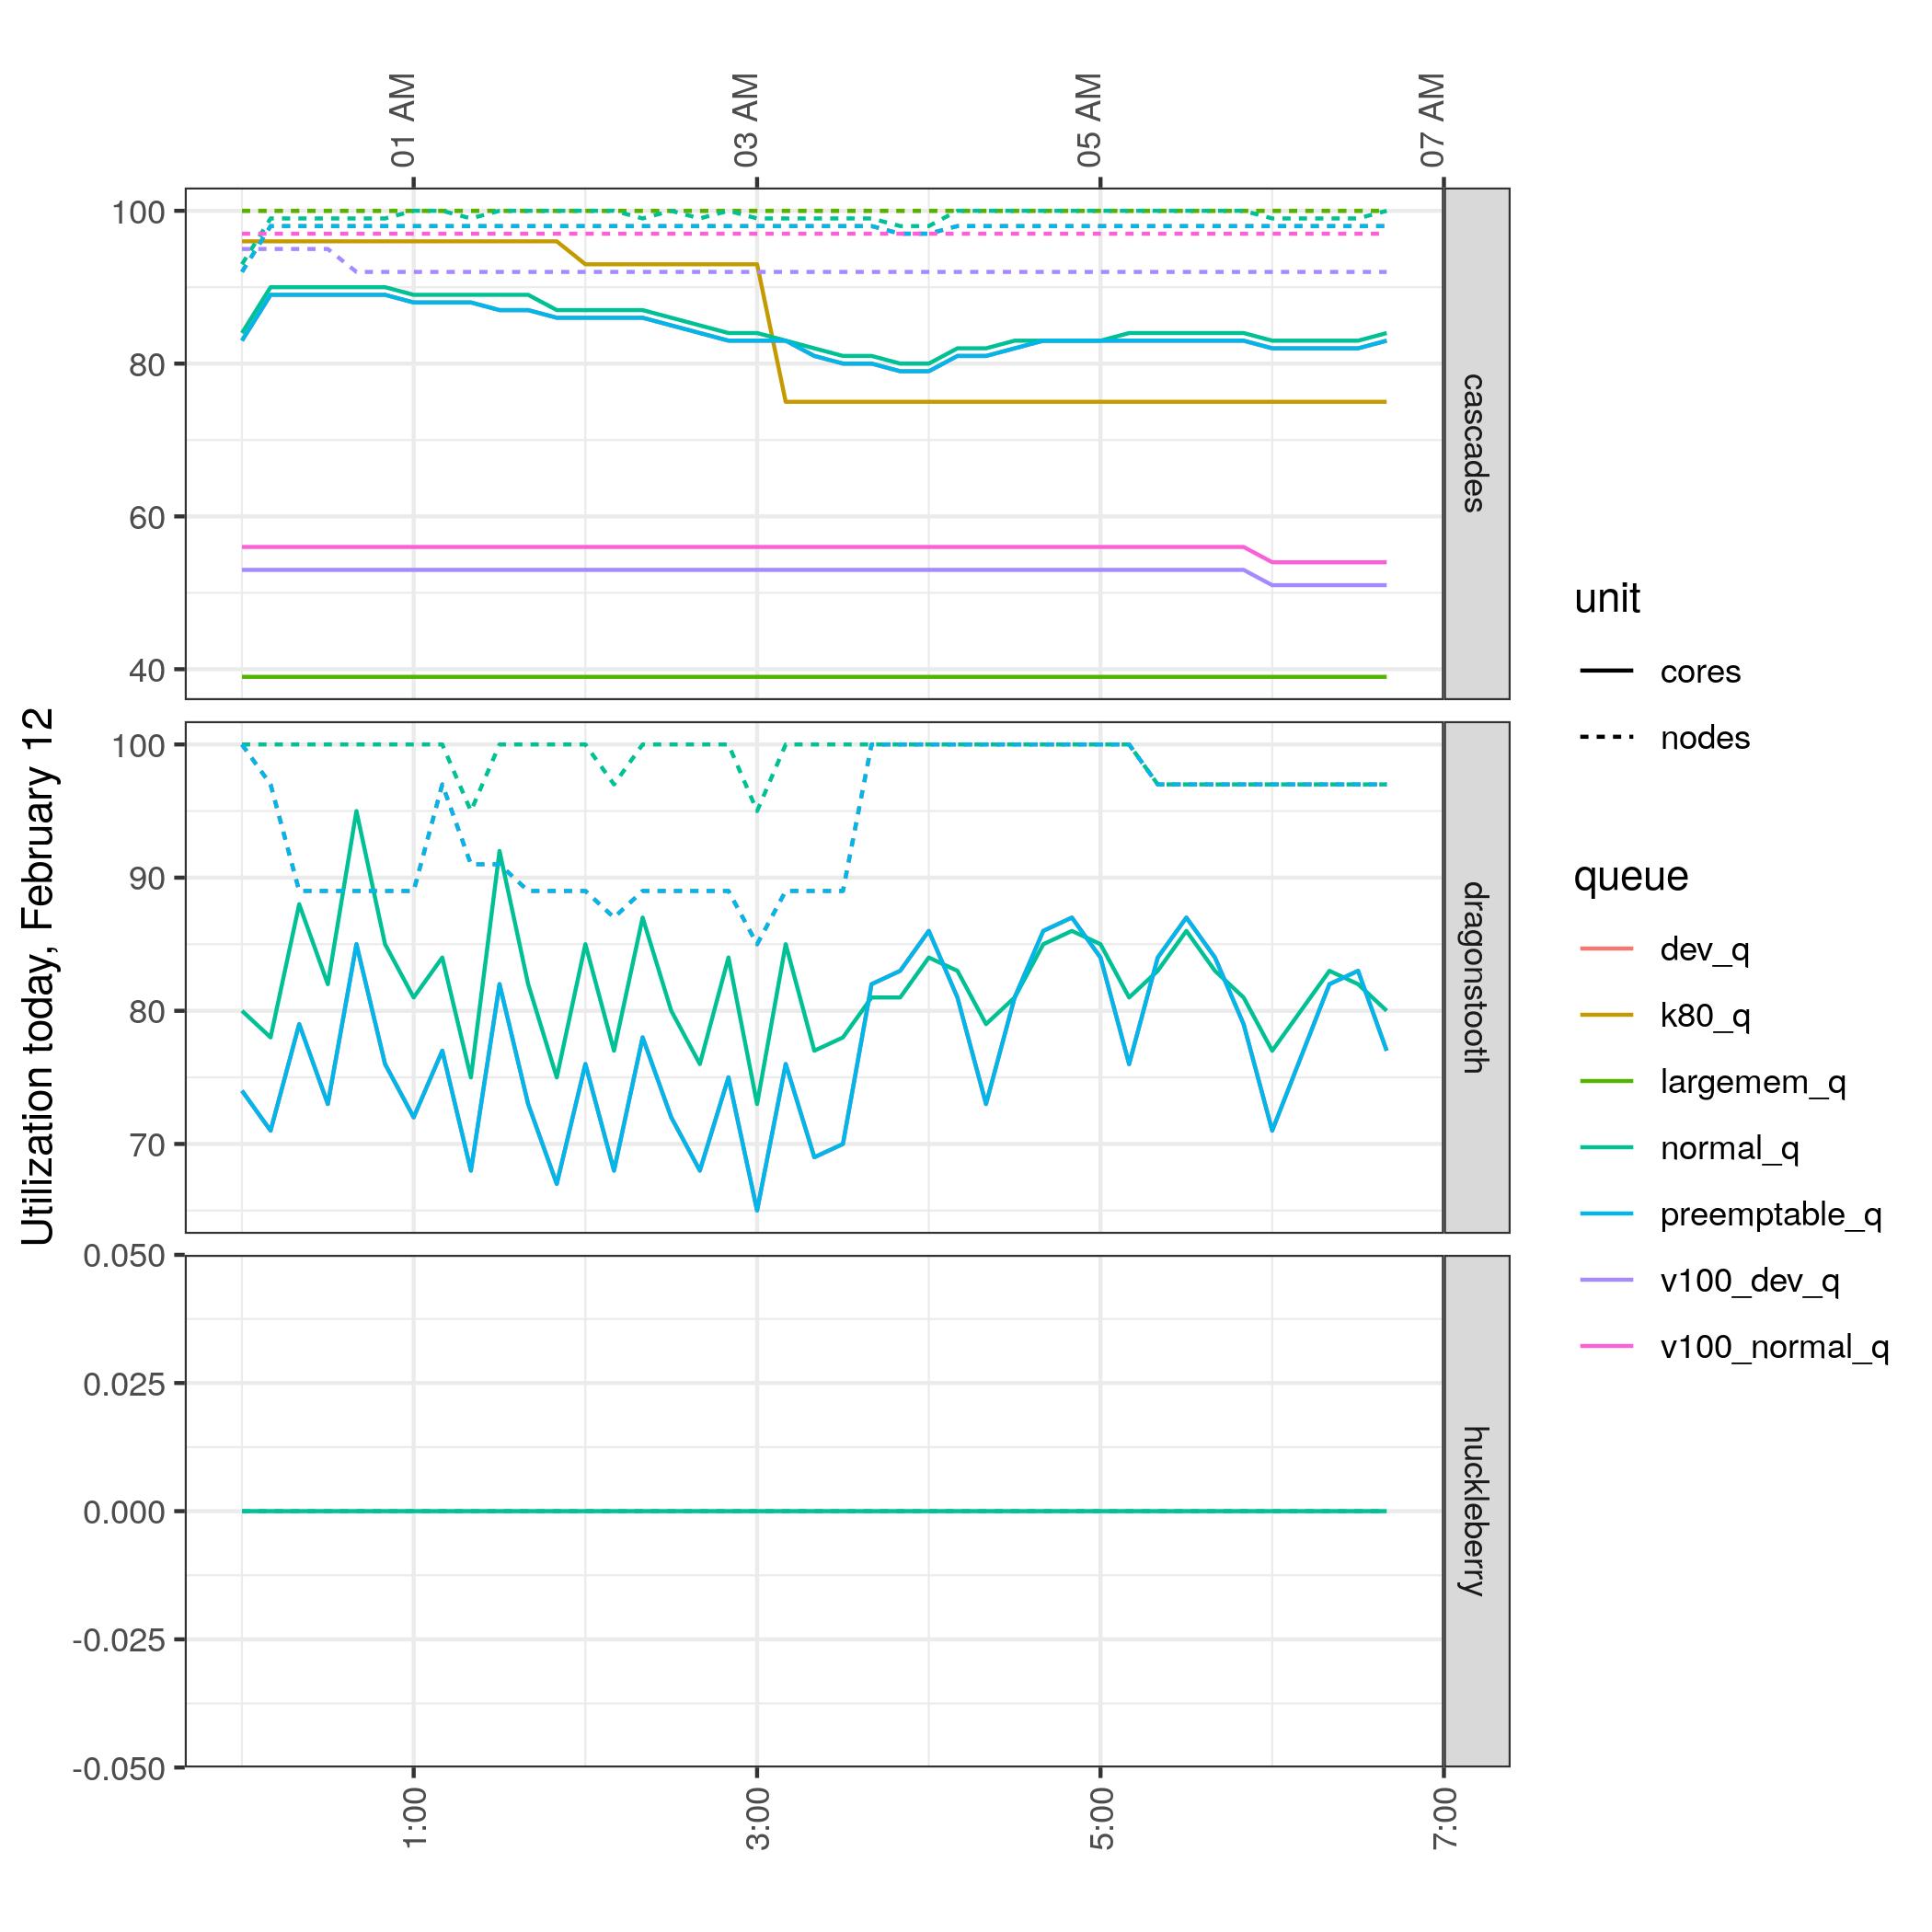 01 AM
03 AM
05 AM
07 AM
Utilization today, February 12
100
80
60
40
cascades
100
90
80
70
dragonstooth
0.050
0.025
0.000
-0.025
-0.050
huckleberry
1:00
3:00
5:00
7:00
unit
cores
nodes
queue
dev_q
k80_q
largemem_q
normal_q
preemptable_q
v100_dev_q
v100_normal_q